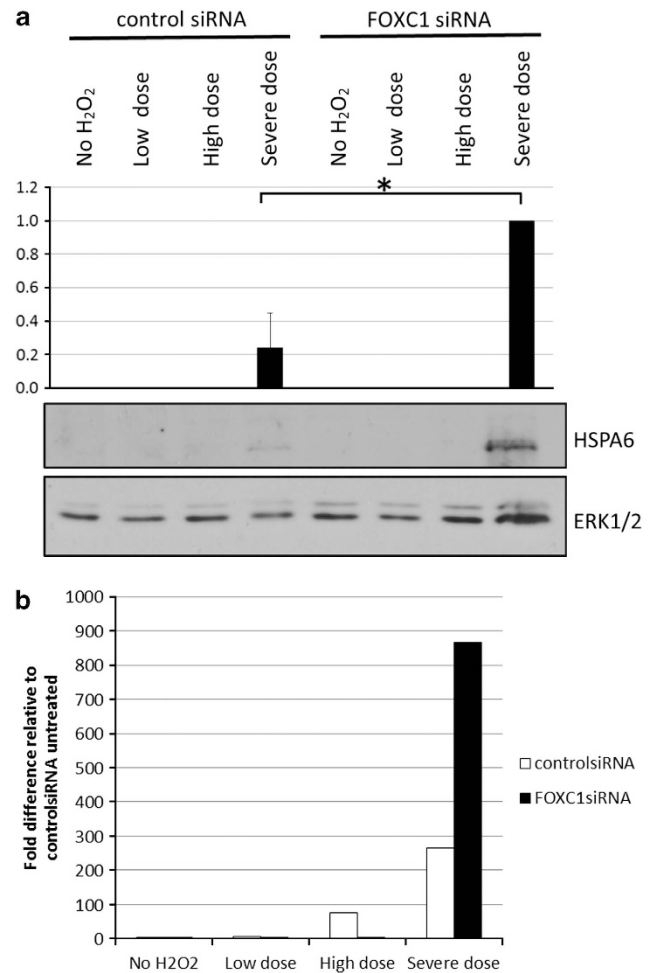 a
control siRNA FOXC1 siRNA
No H₂O₂
Low dose
High dose
Severe dose
No H₂O₂
Low dose
High dose
Severe dose
*
1.2
1.0
0.8
0.6
0.4
0.2
0.0
HSPA6
ERK1/2
b
Fold difference relative to
controlsiRNA untreated
1000
900
800
700
600
500
400
300
200
100
0
No H2O2 Low dose High dose Severe dose
controlsiRNA
FOXC1siRNA